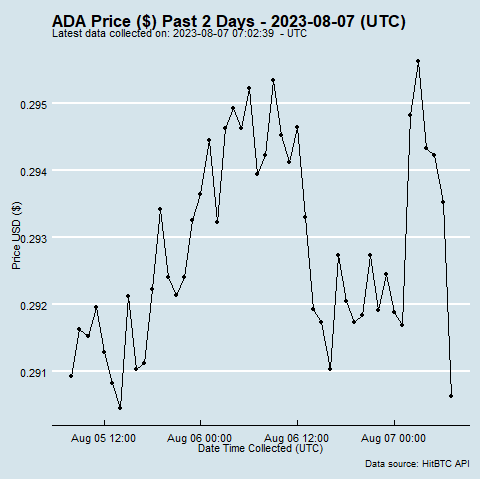 ADA Price ($) Past 2 Days - 2023-08-07 (UTC)
Latest data collected on: 2023-08-07 07:02:39  - UTC
0.295
0.294
0.293
0.292
0.291
Price USD ($)
Aug 05 12:00 Aug 06 00:00 Aug 06 12:00 Aug 07 00:00
Date Time Collected (UTC)
Data source: HitBTC API